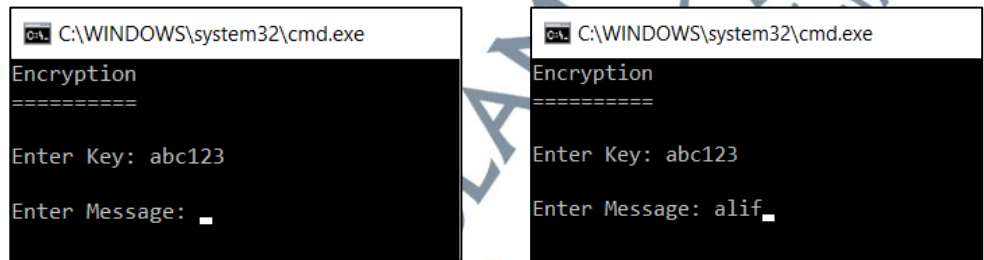 C:\WINDOWS\system32\cmd.exe
Encryption
==========
Enter Key: abc123
Enter Message:
C:\WINDOWS\system32\cmd.exe
Encryption
==========
Enter Key: abc123
Enter Message: alif